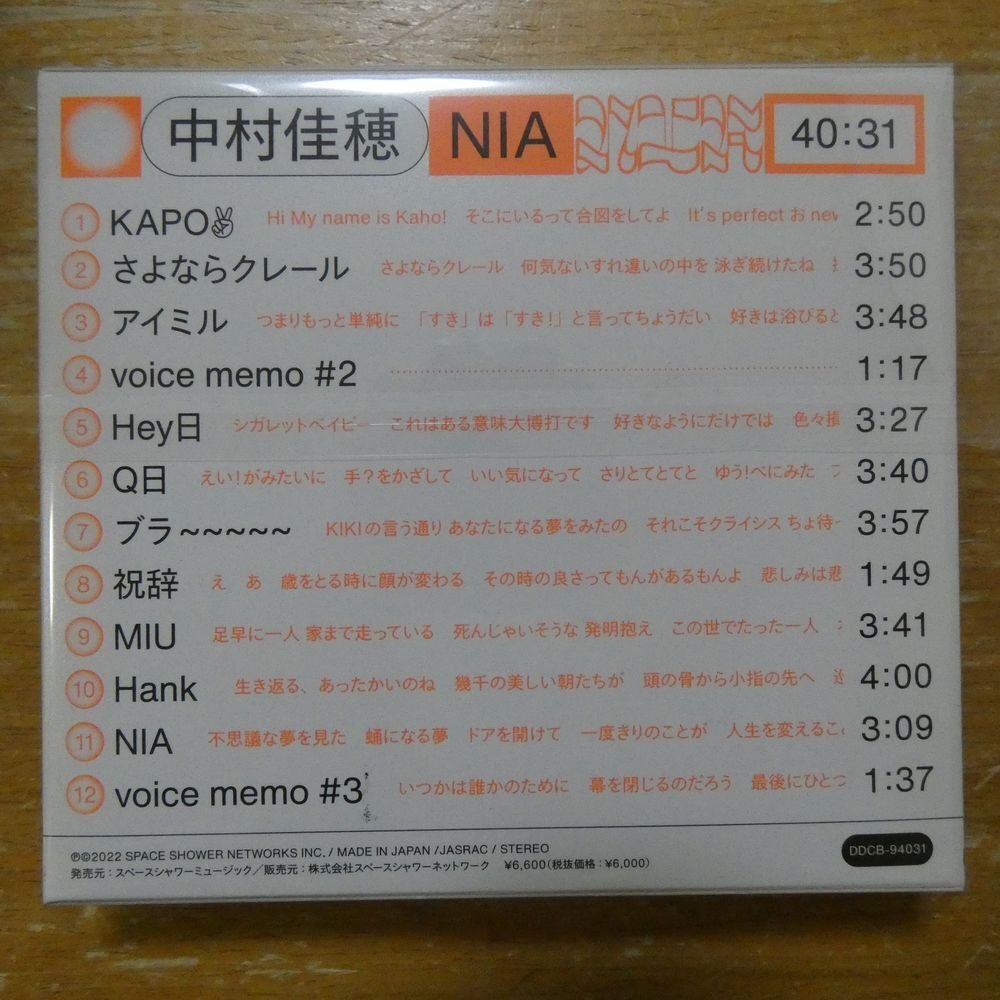 中村佳穂 NIA 40:31
1 KAPO✌ Hi My name is Kaho! そこにいるって合図をしてよ It's perfect お new 2:50
2 さよならクレール さよならクレール 何気ないすれ違いの中を 泳ぎ続けたね 3:50
3 アイミル つまりもっと単純に 「すき」は「すき!」と言ってちょうだい 好きは浴びると 3:48
4 voice memo #2 1:17
5 Hey日 シガレットベイビー これはある意味大博打です 好きなようにだけでは 色々損 3:27
6 Q日 えい!がみたいに 手?をかざして いい気になって さりとてとてと ゆう!べにみた 3:40
7 ブラ~~~~~ KIKIの言う通り あなたになる夢をみたの それこそクライシス ちょ待 3:57
8 祝辞 え あ 歳をとる時に顔が変わる その時の良さってもんがあるもんよ 悲しみは悲 1:49
9 MIU 足早に一人 家まで走っている 死んじゃいそうな 発明抱え この世でたった一人 3:41
10 Hank 生き返る、あったかいのね 幾千の美しい朝たちが 頭の骨から小指の先へ 4:00
11 NIA 不思議な夢を見た 蛹になる夢 ドアを開けて 一度きりのことが 人生を変えるこ 3:09
12 voice memo #3 いつかは誰かのために 幕を閉じるのだろう 最後にひとつ 1:37
℗©2022 SPACE SHOWER NETWORKS INC. / MADE IN JAPAN /JASRAC / STEREO
発売元:スペースシャワーミュージック/販売元:株式会社スペースシャワーネットワーク ¥6,600(税抜価格:¥6,000)
DDCB-94031